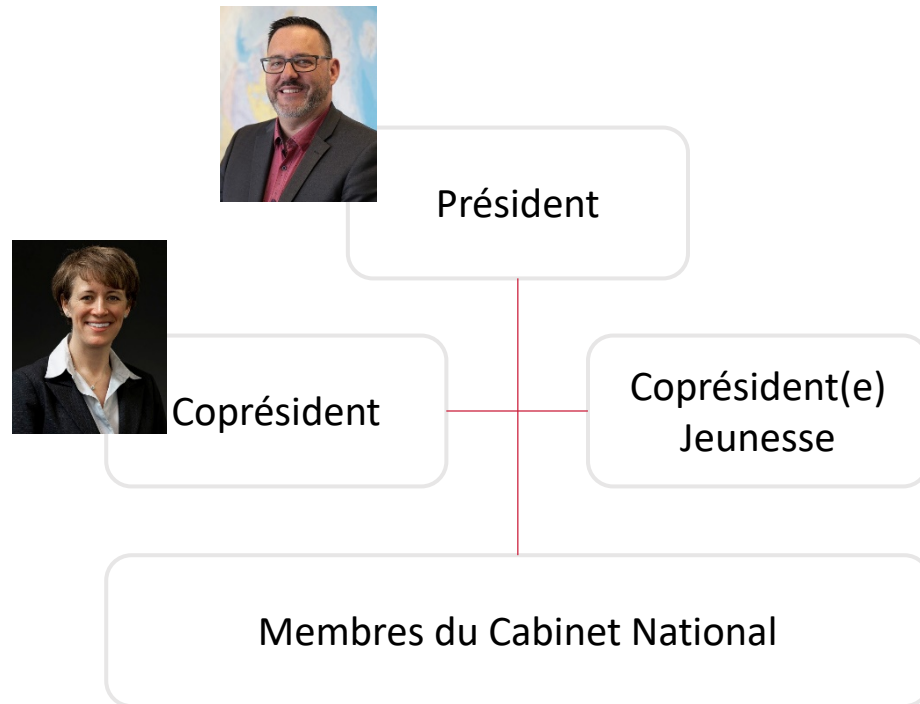 Président
Coprésident
Coprésident(e)
Jeunesse
Membres du Cabinet National